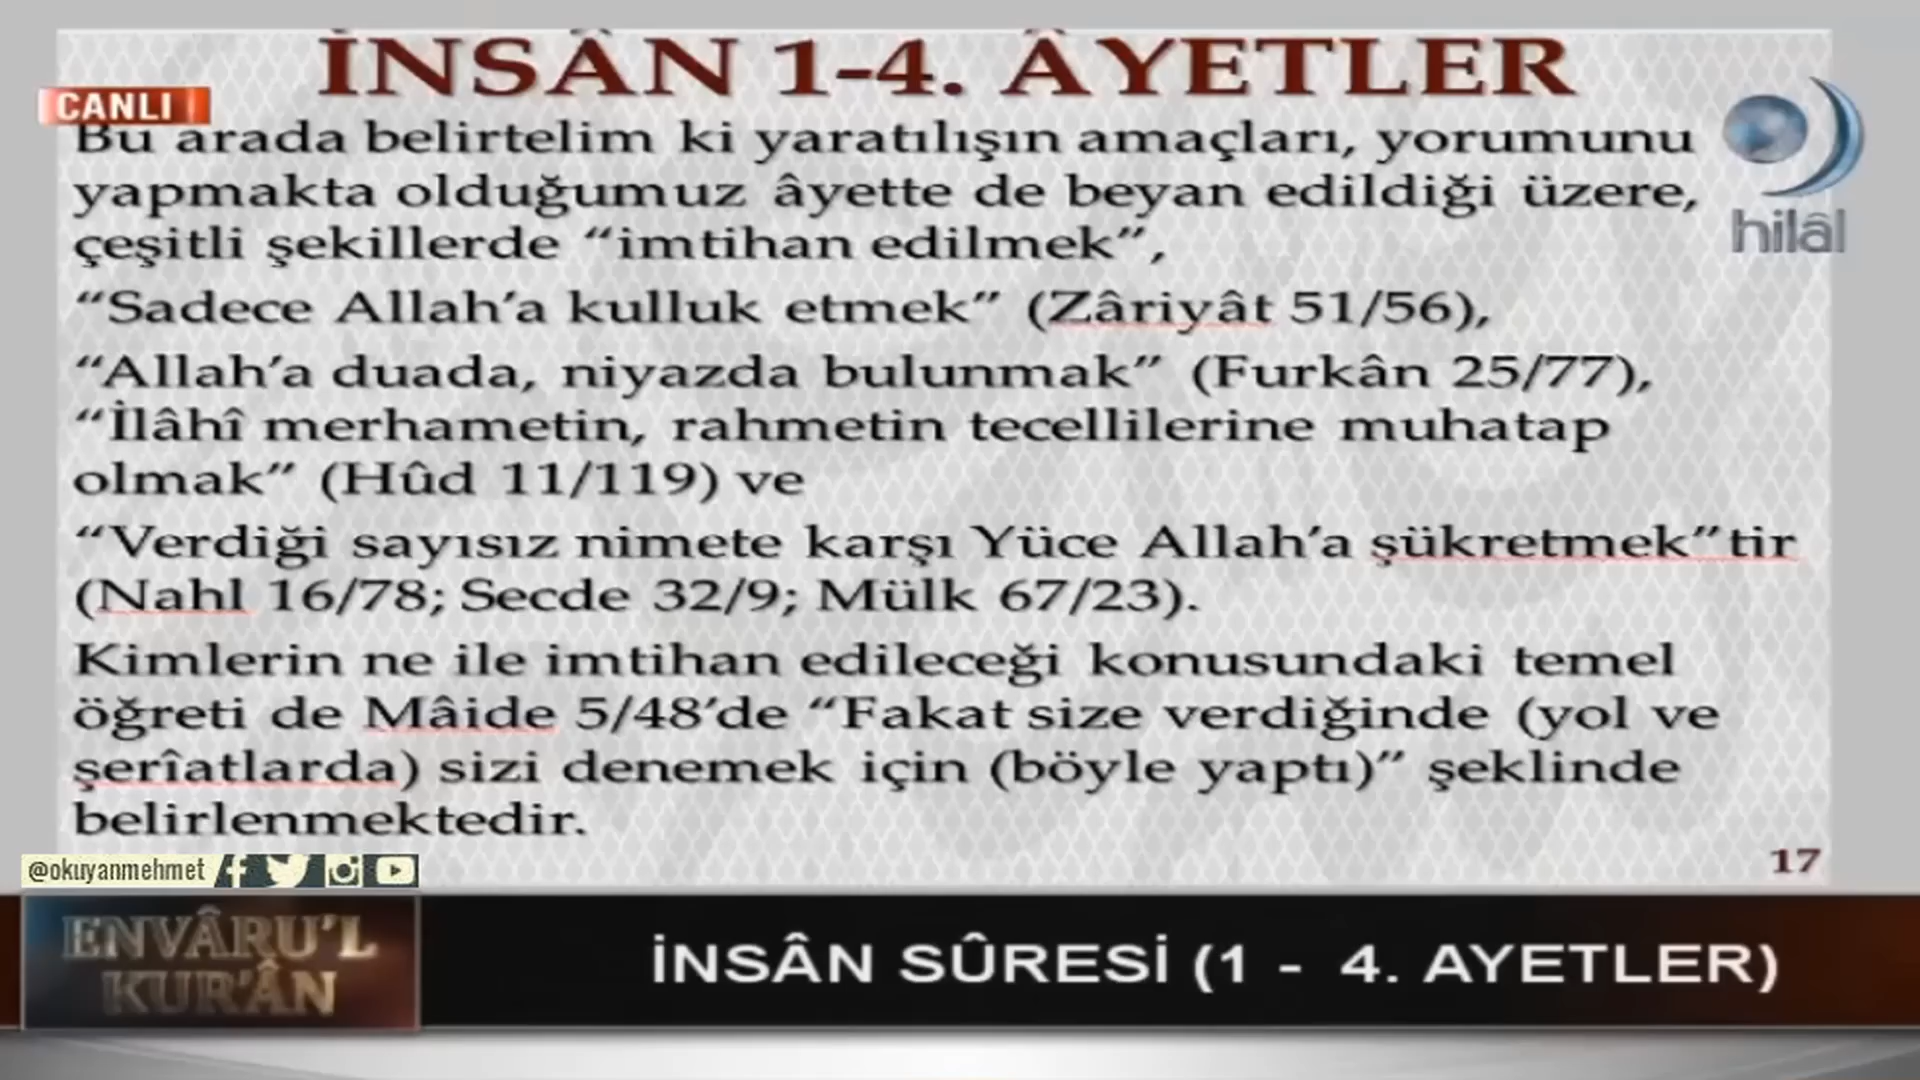 İNSÂN 1-4. ÂYETLER
CANLI
Bu arada belirtelim ki yaratılışın amaçları, yorumunu
yapmakta olduğumuz âyette de beyan edildiği üzere,
çeşitli şekillerde “imtihan edilmek”,
“Sadece Allah’a kulluk etmek” (Zâriyât 51/56),
“Allah’a duada, niyazda bulunmak” (Furkân 25/77),
“İlâhî merhametin, rahmetin tecellilerine muhatap
olmak” (Hûd 11/119) ve
“Verdiği sayısız nimete karşı Yüce Allah’a şükretmek”tir
(Nahl 16/78; Secde 32/9; Mülk 67/23).
Kimlerin ne ile imtihan edileceği konusundaki temel
öğreti de Mâide 5/48’de “Fakat size verdiğinde (yol ve
şerîatlarda) sizi denemek için (böyle yaptı)” şeklinde
belirlenmektedir.
hilâl
17
@okuyanmehmet
ENVÂRU’L
KUR’ÂN
İNSÂN SÛRESİ (1 - 4. AYETLER)